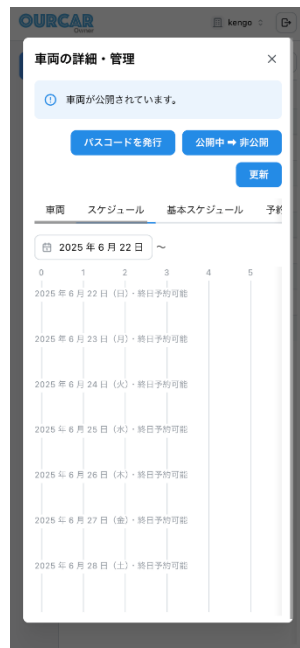 OURCAR
Owner
kengo
車両の詳細・管理
車両が公開されています。
パスコードを発行
公開中 ➡ 非公開
更新
車両 スケジュール 基本スケジュール 予約
2025 年 6 月 22 日 ～
0 1 2 3 4 5
2025 年 6 月 22 日（日）- 終日予約可能
2025 年 6 月 23 日（月）- 終日予約可能
2025 年 6 月 24 日（火）- 終日予約可能
2025 年 6 月 25 日（水）- 終日予約可能
2025 年 6 月 26 日（木）- 終日予約可能
2025 年 6 月 27 日（金）- 終日予約可能
2025 年 6 月 28 日（土）- 終日予約可能